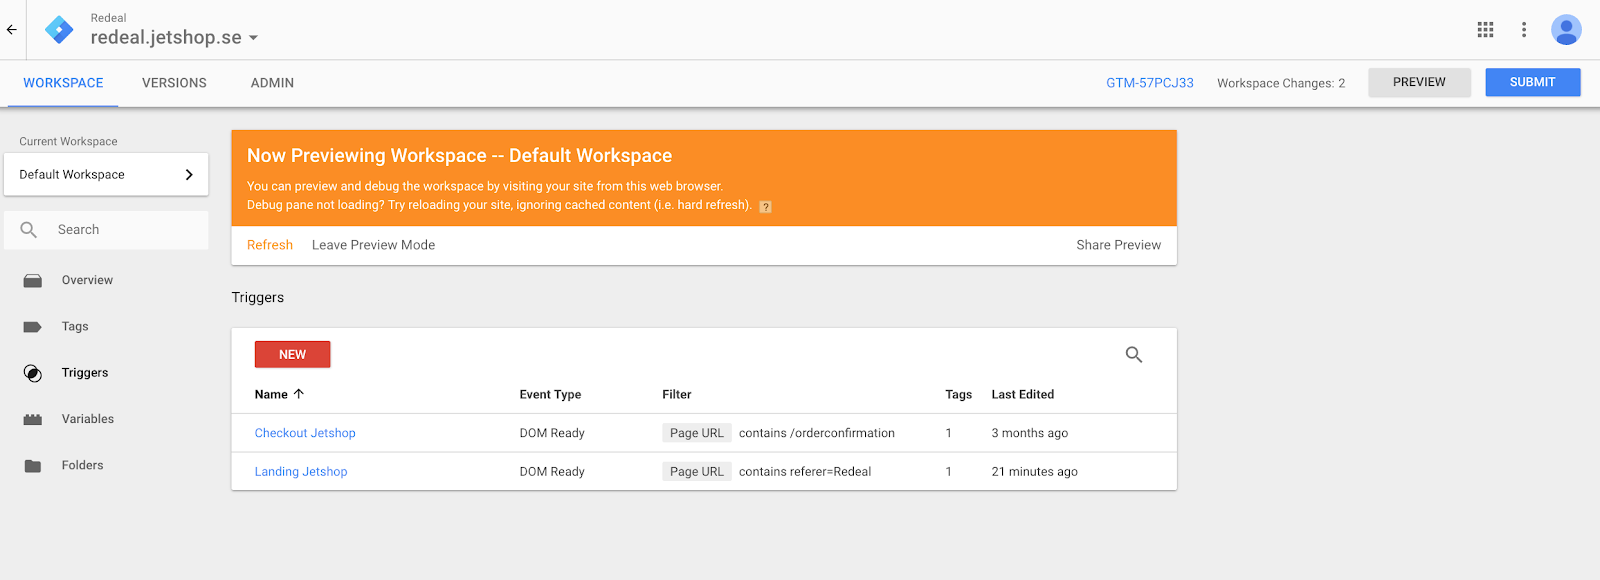 Redeal
redeal.jetshop.se
WORKSPACE VERSIONS ADMIN GTM-57PCJ33 Workspace Changes: 2 PREVIEW SUBMIT
Current Workspace
Default Workspace
Search
Overview
Tags
Triggers
Variables
Folders
Now Previewing Workspace -- Default Workspace
You can preview and debug the workspace by visiting your site from this web browser.
Debug pane not loading? Try reloading your site, ignoring cached content (i.e. hard refresh). ?
Refresh Leave Preview Mode Share Preview
Triggers
NEW
Name Event Type Filter Tags Last Edited
Checkout Jetshop DOM Ready Page URL contains /orderconfirmation 1 3 months ago
Landing Jetshop DOM Ready Page URL contains referer=Redeal 1 21 minutes ago